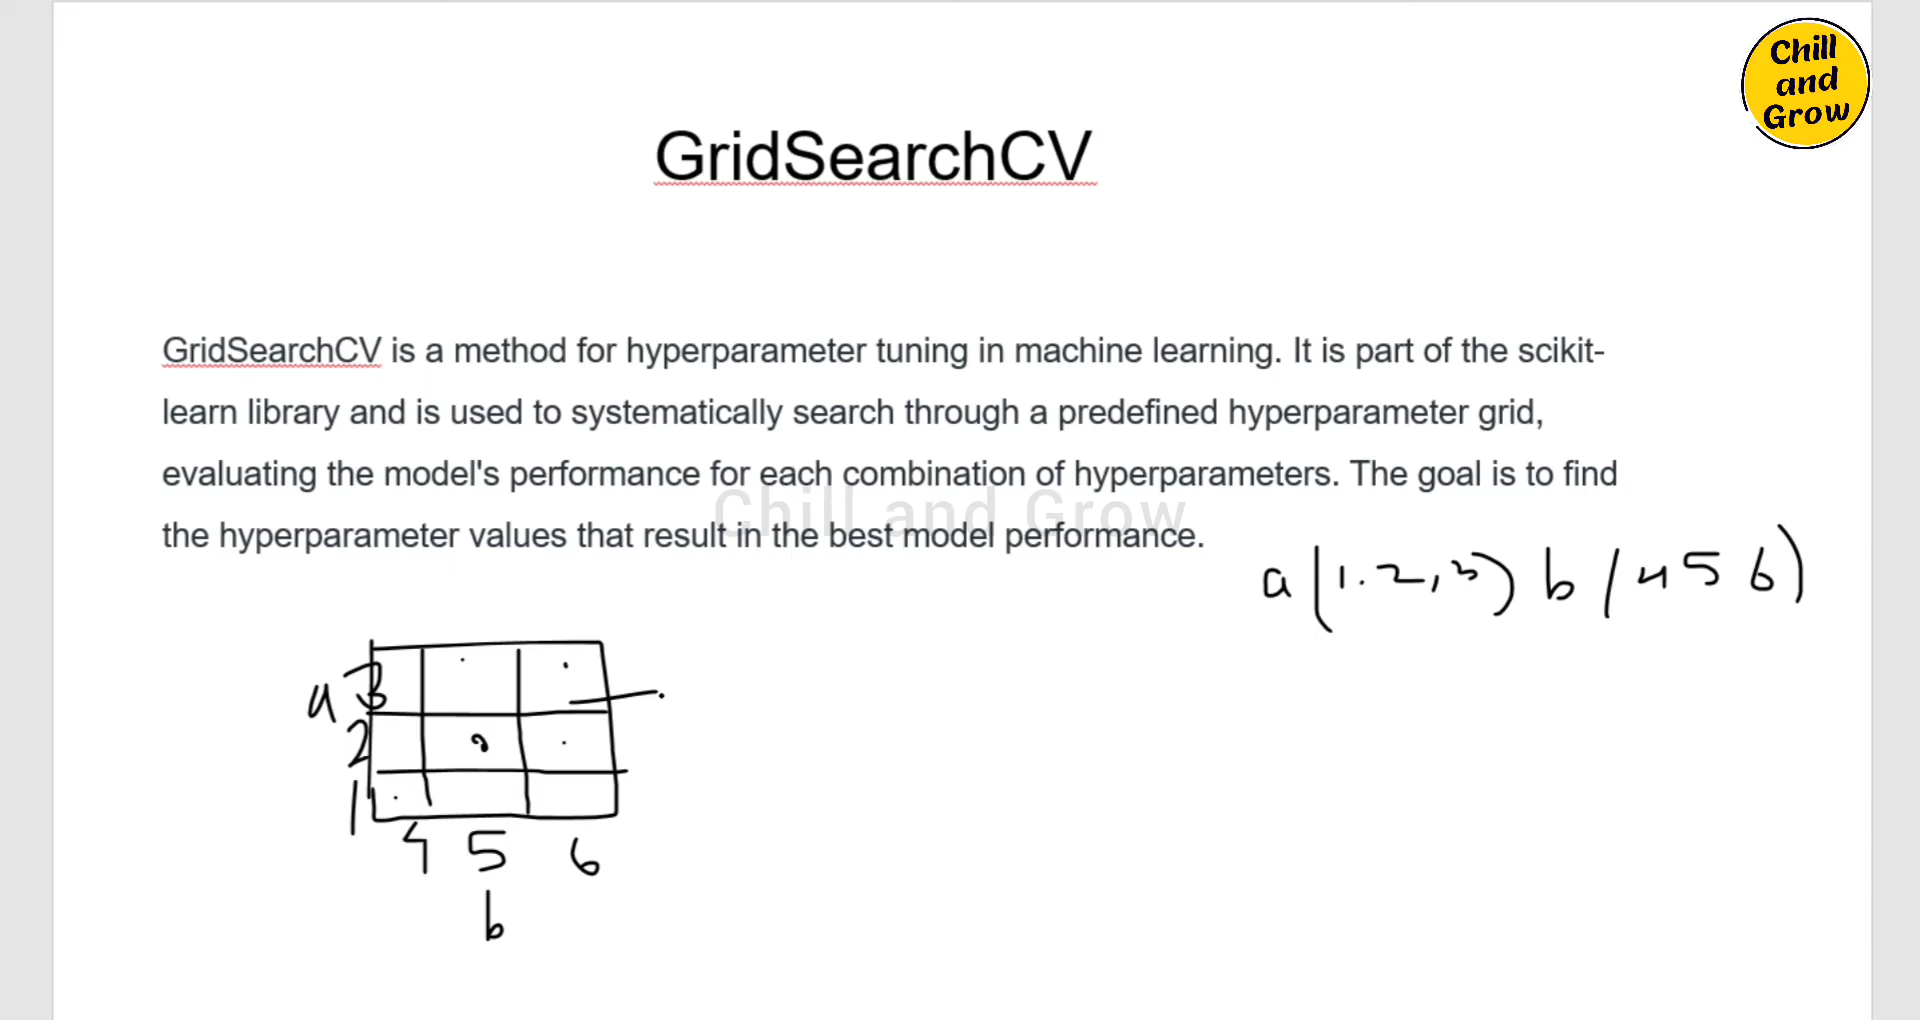 Chill
and
Grow
GridSearchCV
GridSearchCV is a method for hyperparameter tuning in machine learning. It is part of the scikit-
learn library and is used to systematically search through a predefined hyperparameter grid,
evaluating the model's performance for each combination of hyperparameters. The goal is to find
Chill and Grow
the hyperparameter values that result in the best model performance.
a(1.2,3) b(4 5 6)
a 3
2
1
4 5 6
b